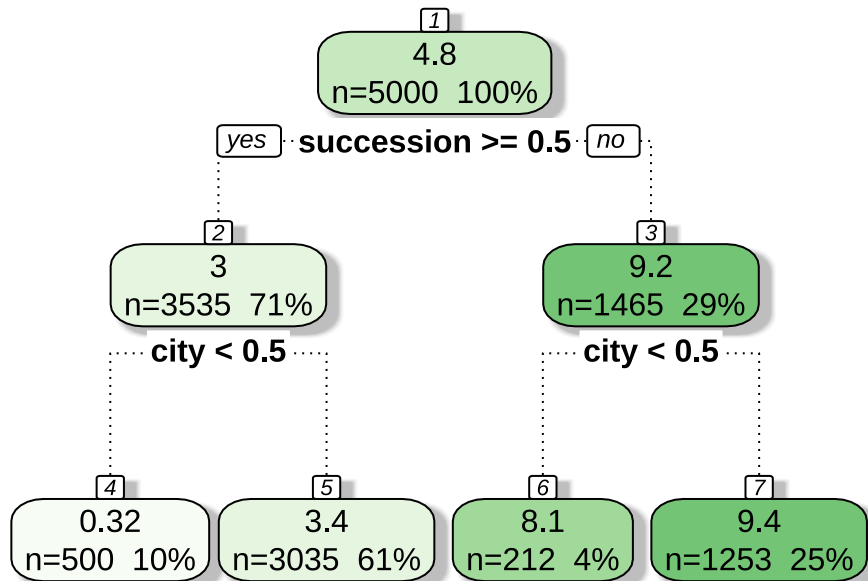 1
4.8
n=5000 100%
yes succession >= 0.5 no
2 3
3 9.2
n=3535 71% n=1465 29%
city < 0.5 city < 0.5
4 5 6 7
0.32 3.4 8.1 9.4
n=500 10% n=3035 61% n=212 4% n=1253 25%